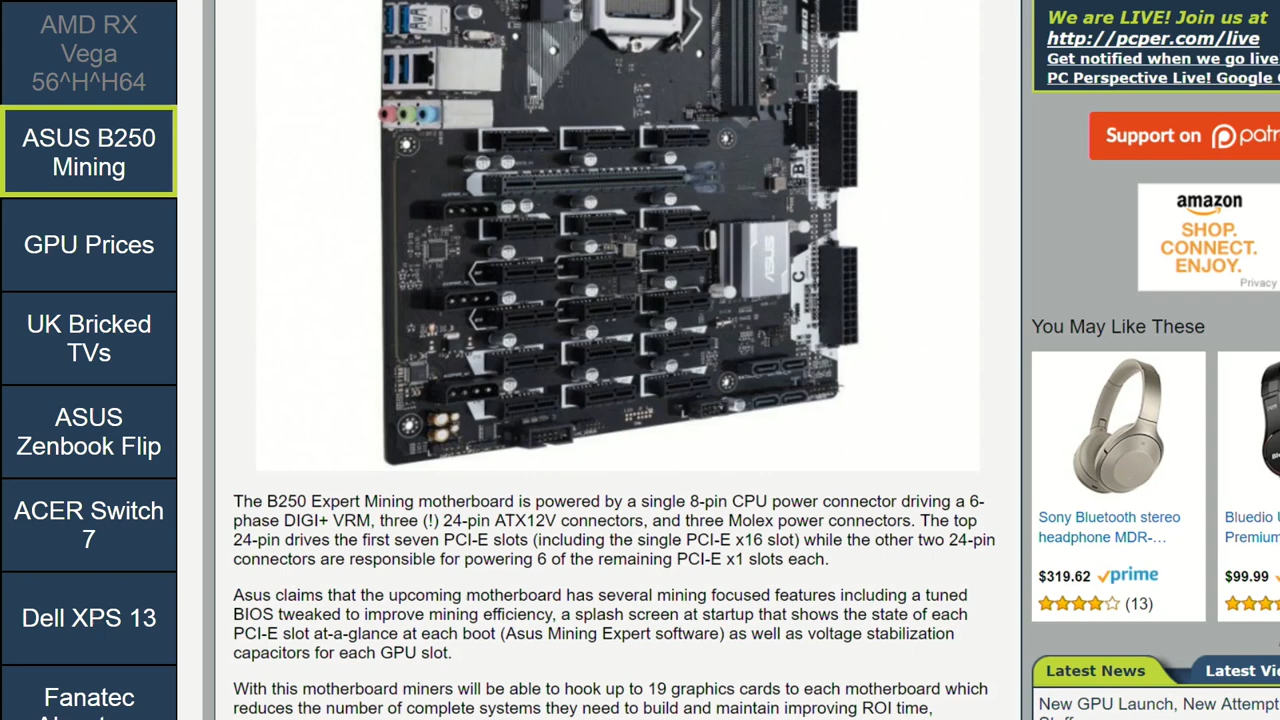 AMD RX
Vega
56^H^H64
ASUS B250
Mining
GPU Prices
UK Bricked
TVs
ASUS
Zenbook Flip
ACER Switch
7
Dell XPS 13
Fanatec
B
C
ASUS
The B250 Expert Mining motherboard is powered by a single 8-pin CPU power connector driving a 6-
phase DIGI+ VRM, three (!) 24-pin ATX12V connectors, and three Molex power connectors. The top
24-pin drives the first seven PCI-E slots (including the single PCI-E x16 slot) while the other two 24-pin
connectors are responsible for powering 6 of the remaining PCI-E x1 slots each.
Asus claims that the upcoming motherboard has several mining focused features including a tuned
BIOS tweaked to improve mining efficiency, a splash screen at startup that shows the state of each
PCI-E slot at-a-glance at each boot (Asus Mining Expert software) as well as voltage stabilization
capacitors for each GPU slot.
With this motherboard miners will be able to hook up to 19 graphics cards to each motherboard which
reduces the number of complete systems they need to build and maintain improving ROI time,
We are LIVE! Join us at
http://pcper.com/live
Get notified when we go live
PC Perspective Live! Google
Support on patr
amazon
SHOP.
CONNECT.
ENJOY.
Privacy
You May Like These
Sony Bluetooth stereo
headphone MDR-...
$319.62 prime
(13)
Bluedio
Premium
$99.99
Latest News
Latest Vi
New GPU Launch, New Attempt